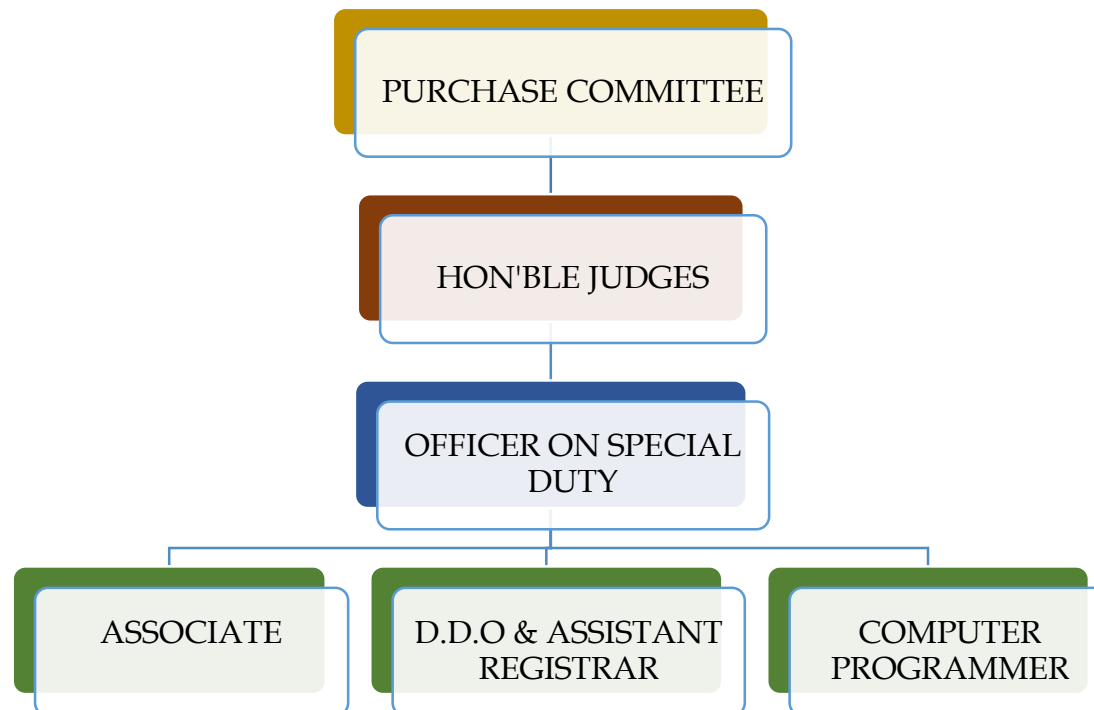 PURCHASE COMMITTEE
HON'BLE JUDGES
OFFICER ON SPECIAL
DUTY
ASSOCIATE
D.D.O & ASSISTANT
REGISTRAR
COMPUTER
PROGRAMMER